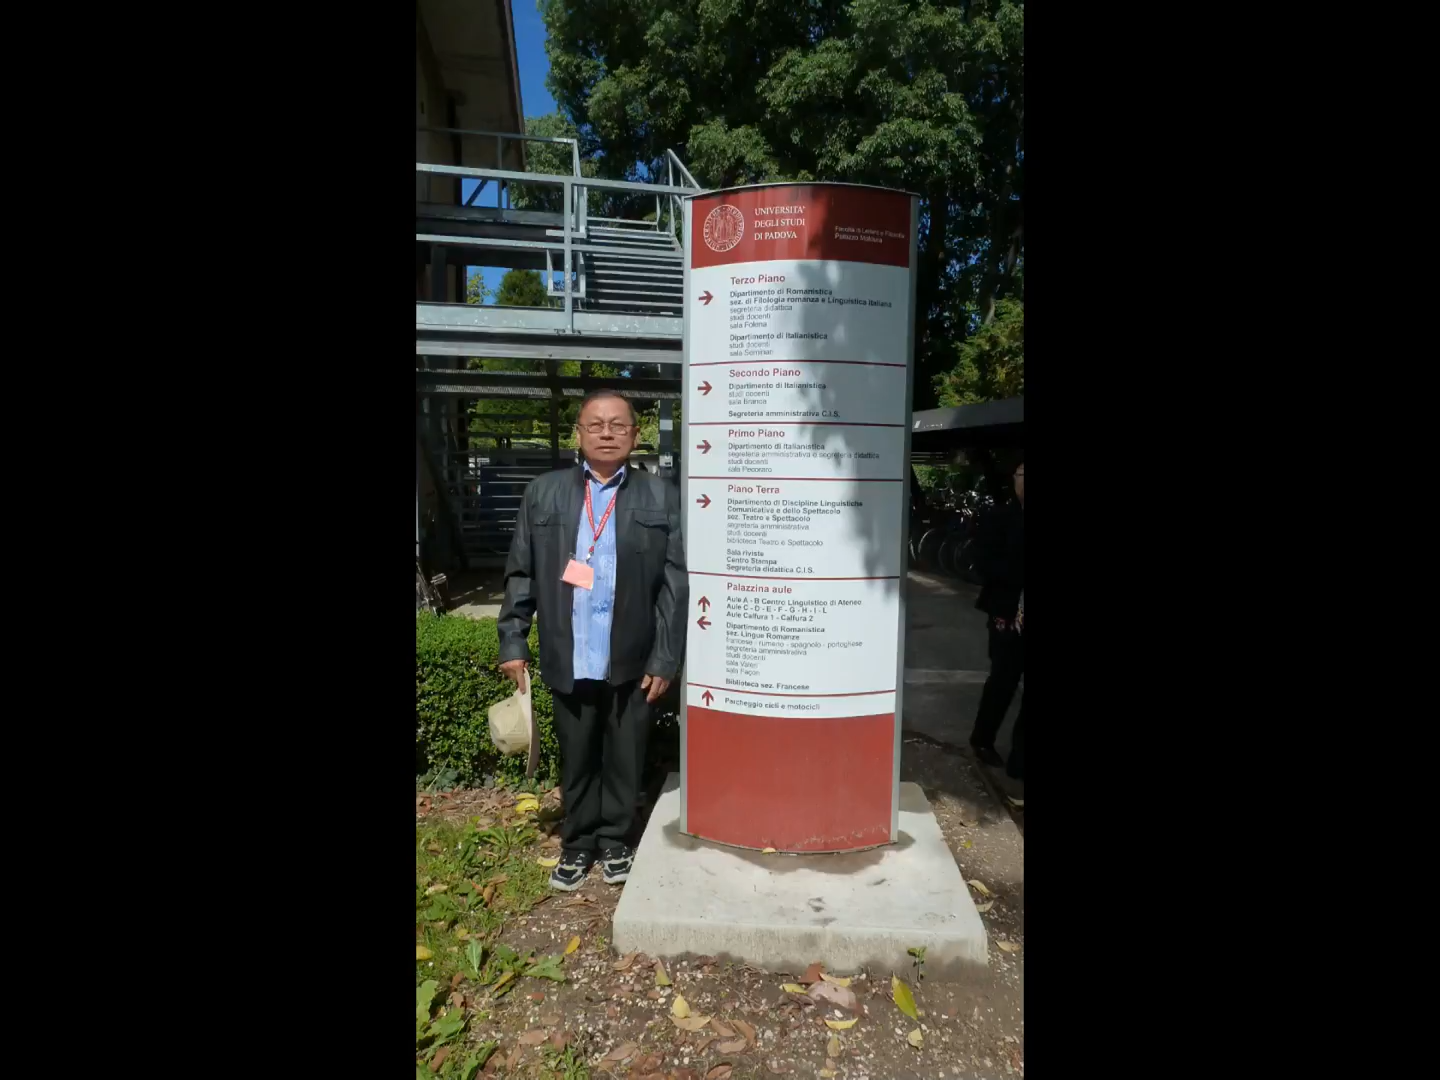 UNIVERSITA'
DEGLI STUDI
DI PADOVA
Facoltà di Lettere e Filosofia
Palazzo Maldura
Terzo Piano
Dipartimento di Romanistica
sez. di Filologia romanza e Linguistica Italiana
segreteria didattica
studi docenti
sala Folena
Dipartimento di Italianistica
studi docenti
sala Seminari
Secondo Piano
Dipartimento di Italianistica
studi docenti
sala Branca
Segreteria amministrativa C.I.S.
Primo Piano
Dipartimento di Italianistica
segreteria amministrativa e segreteria didattica
studi docenti
sala Pecoraro
Piano Terra
Dipartimento di Discipline Linguistiche
Comunicative e dello Spettacolo
sez. Teatro e Spettacolo
segreteria amministrativa
studi docenti
biblioteca Teatro e Spettacolo
Sala riviste
Centro Stampa
Segreteria didattica C.I.S.
Palazzina aule
Aule A - B Centro Linguistico di Ateneo
Aule C - D - E - F - G - H - I - L
Aule Calfura 1 - Calfura 2
Dipartimento di Romanistica
sez. Lingue Romanze
francese - rumeno - spagnolo - portoghese
segreteria amministrativa
studi docenti
sala Valeri
sala Façon
Biblioteca sez. Francese
Parcheggio cicli e motocicli